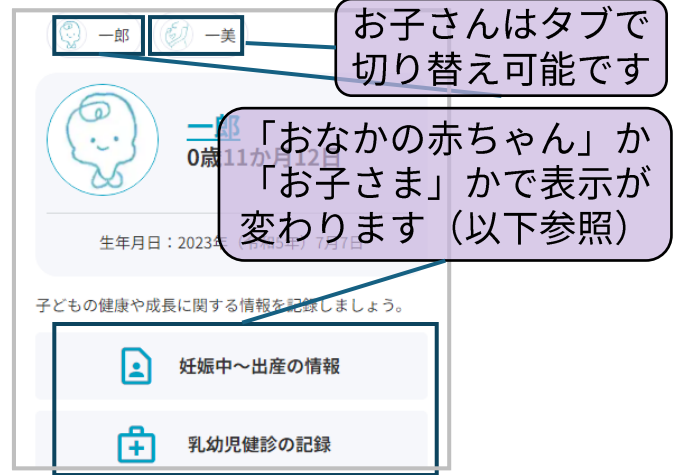 一郎
一美
お子さんはタブで
切り替え可能です
一郎
0歳11か月12日
「おなかの赤ちゃん」か
「お子さま」かで表示が
変わります（以下参照）
生年月日：2023年（令和5年）7月7日
子どもの健康や成長に関する情報を記録しましょう。
妊娠中～出産の情報
乳幼児健診の記録